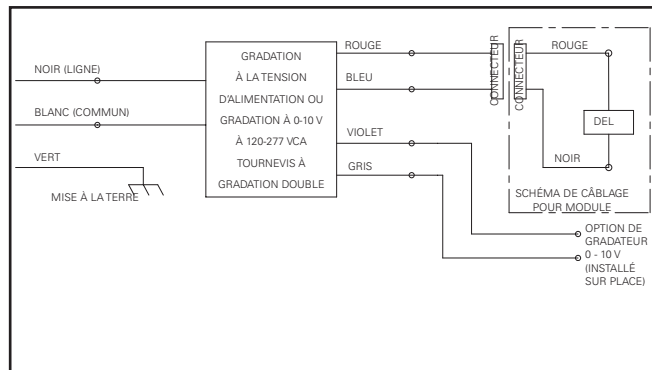 NOIR (LIGNE)
BLANC (COMMUN)
VERT
MISE À LA TERRE
GRADATION
À LA TENSION
D'ALIMENTATION OU
GRADATION À 0-10 V
À 120-277 VCA
TOURNEVIS À
GRADATION DOUBLE
ROUGE
BLEU
VIOLET
GRIS
CONNECTEUR
CONNECTEUR
ROUGE
DEL
NOIR
SCHÉMA DE CÂBLAGE
POUR MODULE
OPTION DE
GRADATEUR
0 - 10 V
(INSTALLÉ
SUR PLACE)